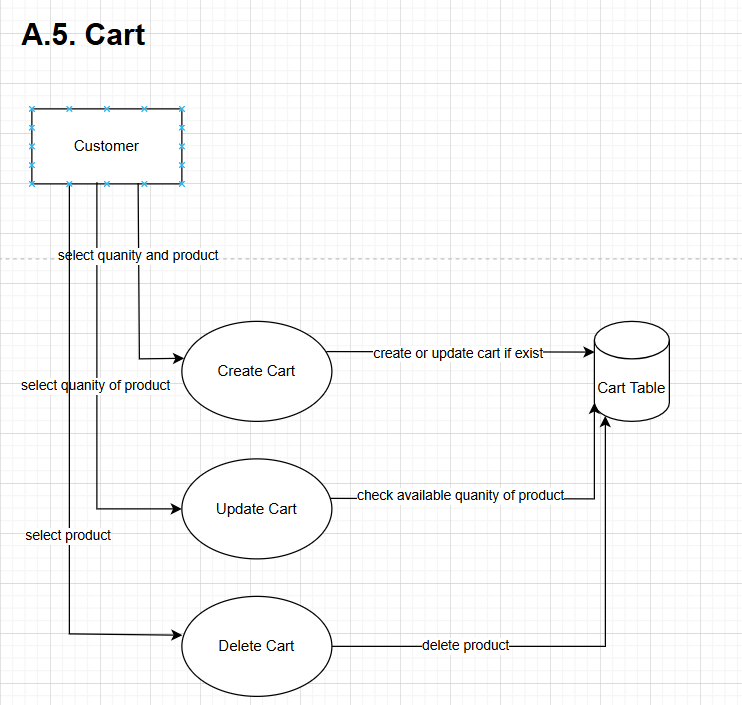 A.5. Cart
Customer
select quanity and product
create or update cart if exist
Create Cart
Cart Table
select quanity of product
check available quanity of product
Update Cart
select product
Delete Cart
delete product